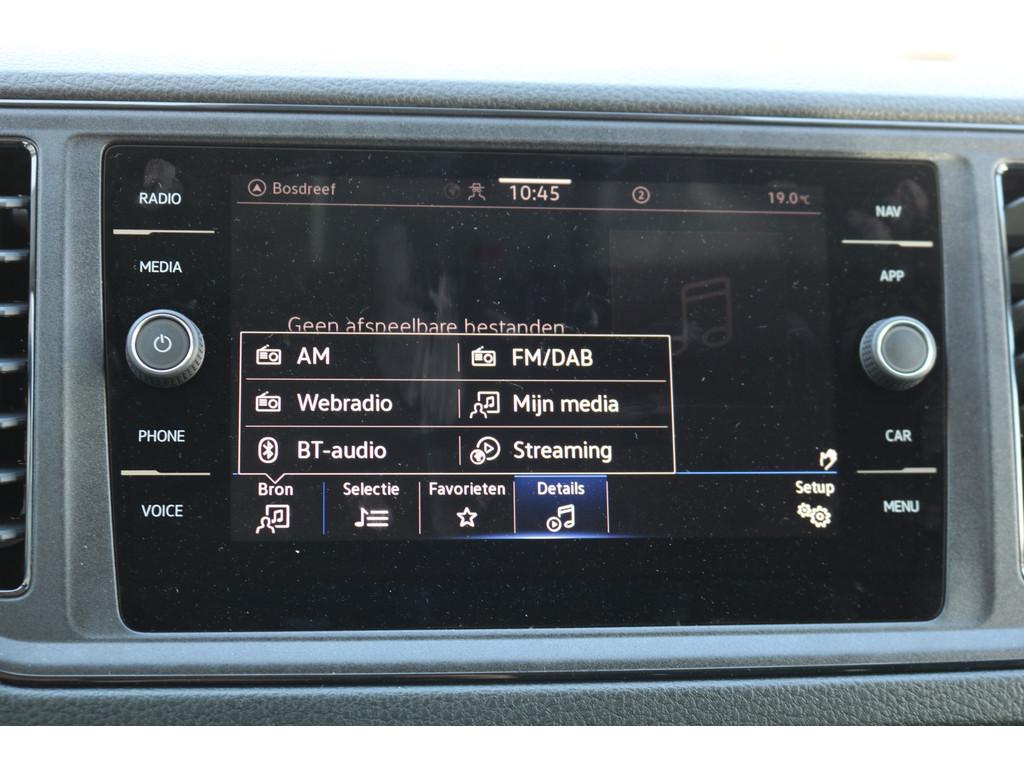 RADIO
MEDIA
PHONE
VOICE
Bosdreef 10:45 2 19.0°C
Geen afspeelbare bestanden
AM FM/DAB
Webradio Mijn media
BT-audio Streaming
Bron Selectie Favorieten Details Setup
NAV
APP
CAR
MENU